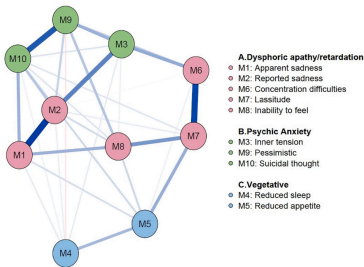 M9
M3
M10
M6
M2
M7
M8
M1
M5
M4
A.Dysphoric apathy/retardation
M1: Apparent sadness
M2: Reported sadness
M6: Concentration difficulties
M7: Lassitude
M8: Inability to feel
B.Psychic Anxiety
M3: Inner tension
M9: Pessimistic
M10: Suicidal thought
C.Vegetative
M4: Reduced sleep
M5: Reduced appetite